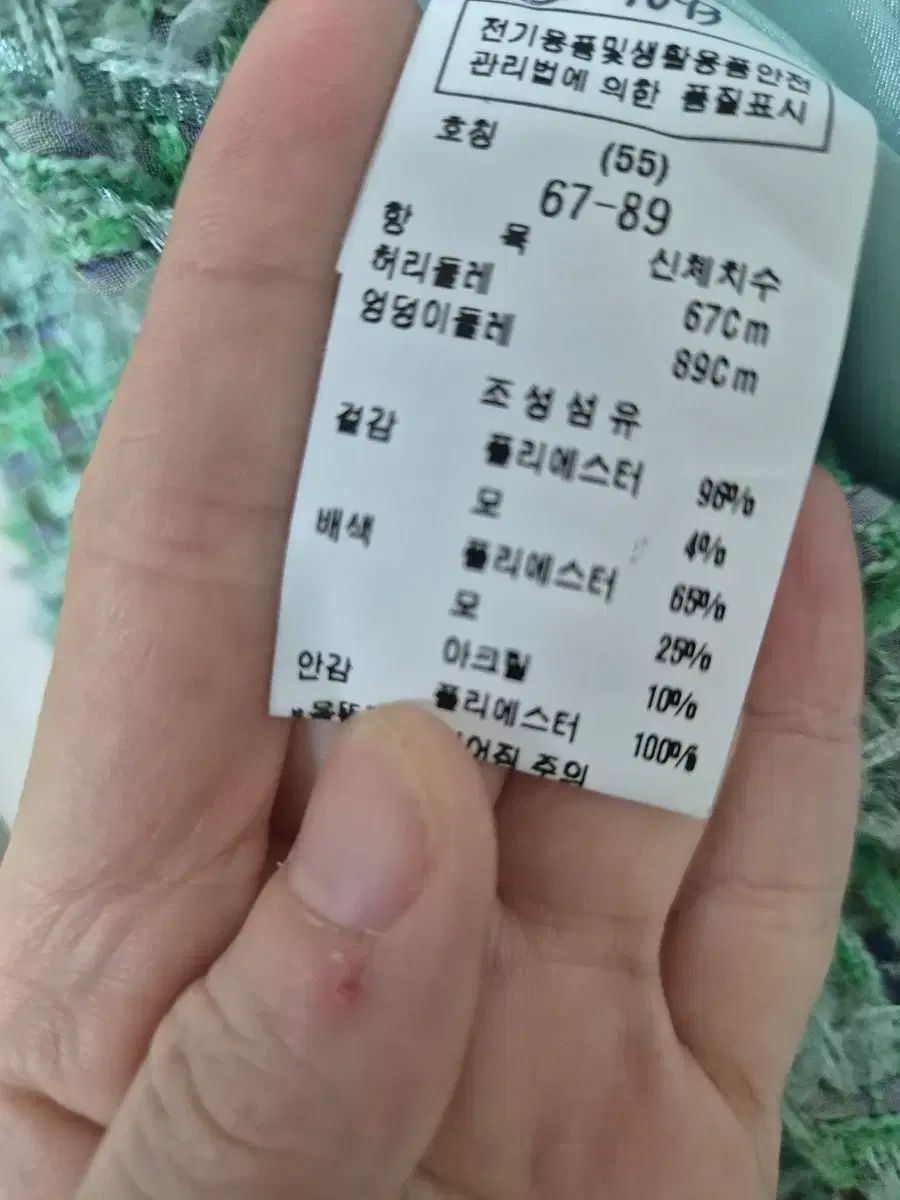 전기용품및생활용품안전
관리법에 의한 품질표시
호칭 (55)
67-89
항 목 신체치수
허리둘레 67Cm
엉덩이둘레 89Cm
조성섬유
겉감 폴리에스터 96%
모 4%
배색 폴리에스터 65%
모 25%
아크릴 10%
안감 폴리에스터 100%
주의